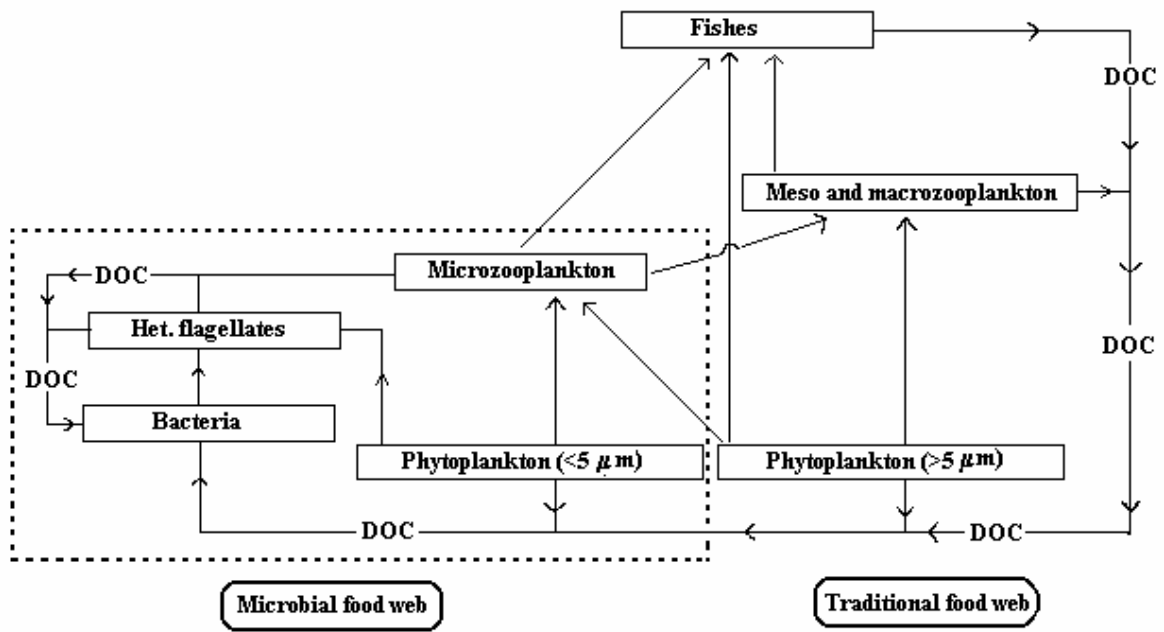 Fishes
DOC
Meso and macrozooplankton
Microzooplankton
DOC
Het. flagellates
DOC
DOC
Bacteria
Phytoplankton (<5 μm)
Phytoplankton (>5 μm)
DOC
DOC
Microbial food web
Traditional food web